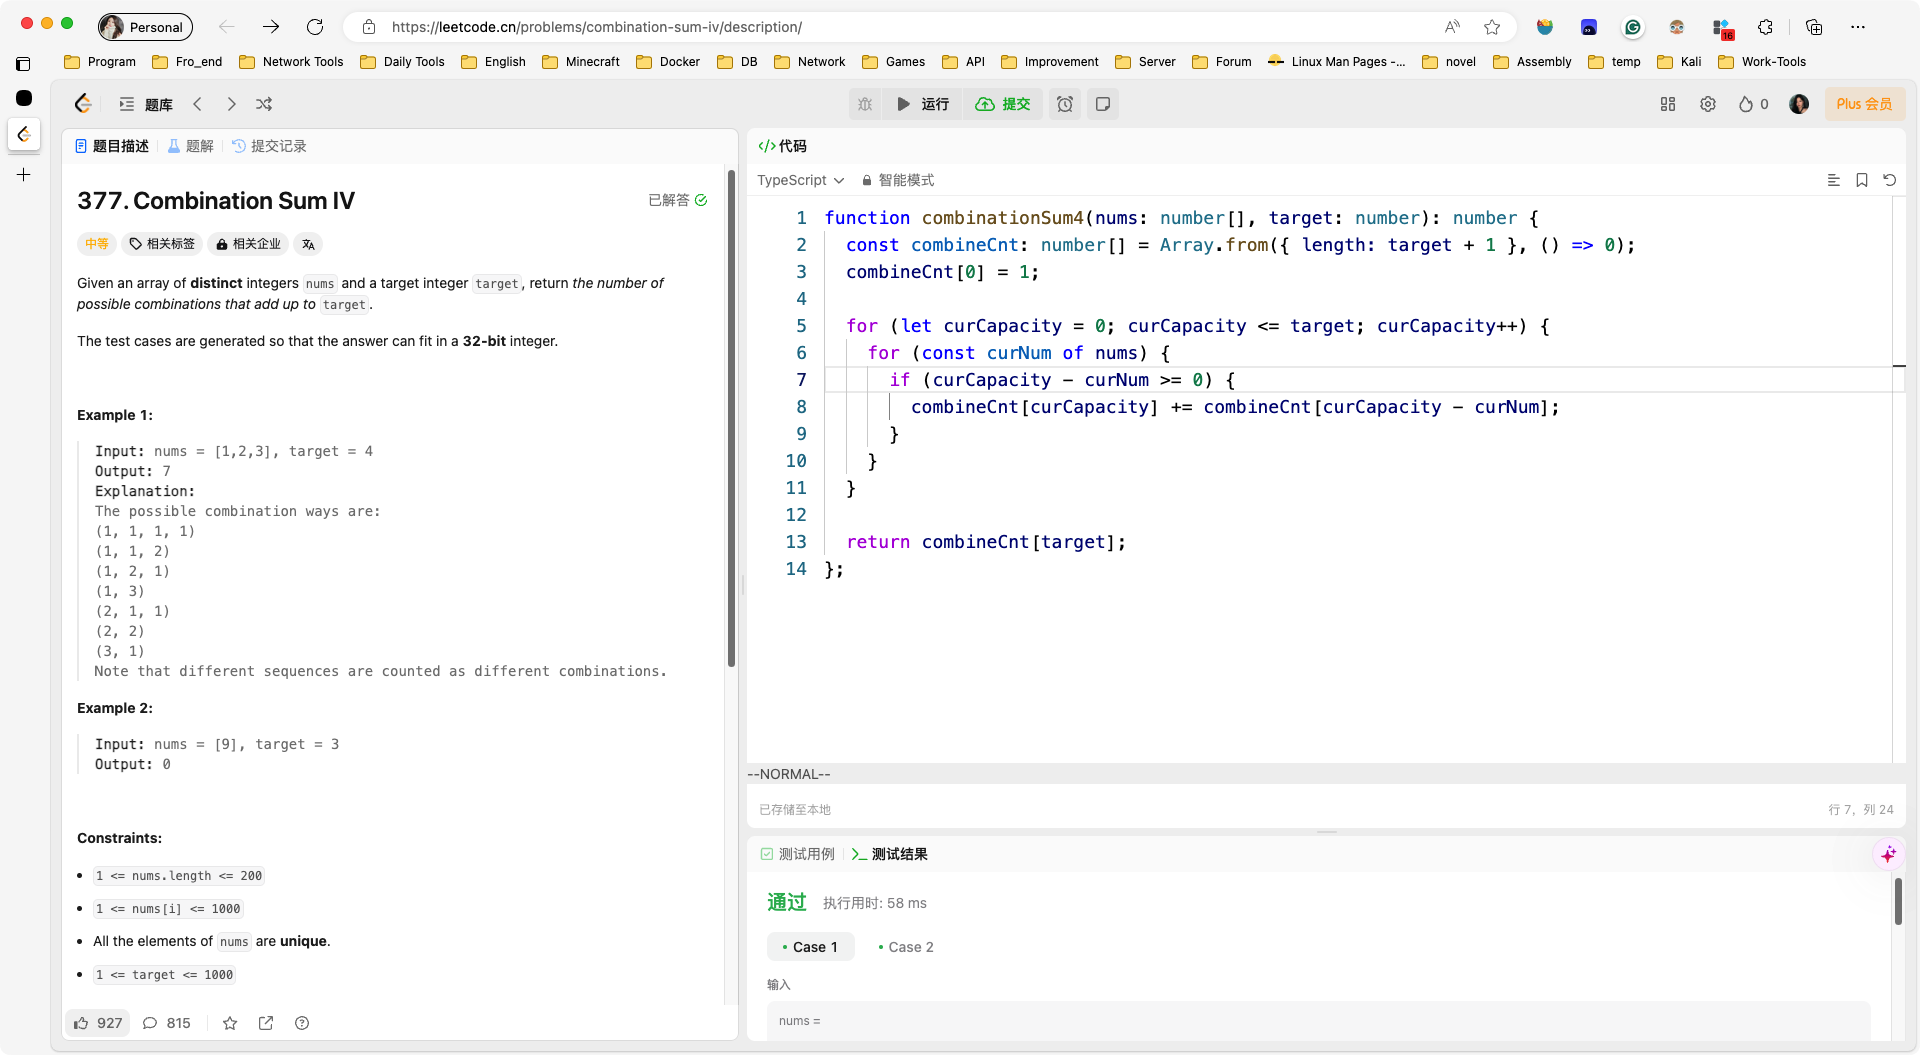 Personal
https://leetcode.cn/problems/combination-sum-iv/description/
16
Program Fro_end Network Tools Daily Tools English Minecraft Docker DB Network Games API Improvement Server Forum Linux Man Pages -... novel Assembly temp Kali Work-Tools
题库 运行 提交 0 Plus 会员
题目描述 题解 提交记录
377. Combination Sum IV
已解答
中等 相关标签 相关企业
Given an array of distinct integers nums and a target integer target, return the number of
possible combinations that add up to target.
The test cases are generated so that the answer can fit in a 32-bit integer.
Example 1:
Input: nums = [1,2,3], target = 4
Output: 7
Explanation:
The possible combination ways are:
(1, 1, 1, 1)
(1, 1, 2)
(1, 2, 1)
(1, 3)
(2, 1, 1)
(2, 2)
(3, 1)
Note that different sequences are counted as different combinations.
Example 2:
Input: nums = [9], target = 3
Output: 0
Constraints:
• 1 <= nums.length <= 200
• 1 <= nums[i] <= 1000
• All the elements of nums are unique.
• 1 <= target <= 1000
927 815
</>代码
TypeScript 智能模式
1 function combinationSum4(nums: number[], target: number): number {
2 const combineCnt: number[] = Array.from({ length: target + 1 }, () => 0);
3 combineCnt[0] = 1;
4
5 for (let curCapacity = 0; curCapacity <= target; curCapacity++) {
6 for (const curNum of nums) {
7 if (curCapacity - curNum >= 0) {
8 combineCnt[curCapacity] += combineCnt[curCapacity - curNum];
9 }
10 }
11 }
12
13 return combineCnt[target];
14 };
--NORMAL--
已存储至本地
行 7, 列 24
测试用例 测试结果
通过 执行用时: 58 ms
• Case 1 • Case 2
输入
nums =